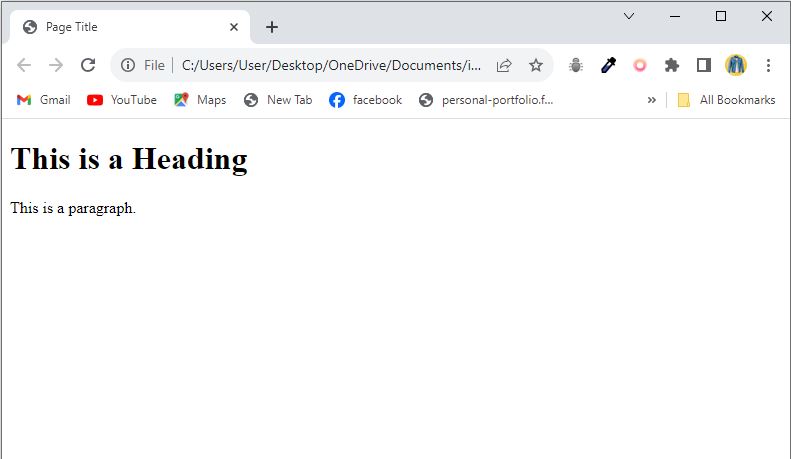 Page Title
File C:/Users/User/Desktop/OneDrive/Documents/i...
Gmail YouTube Maps New Tab facebook personal-portfolio.f... » All Bookmarks
This is a Heading
This is a paragraph.